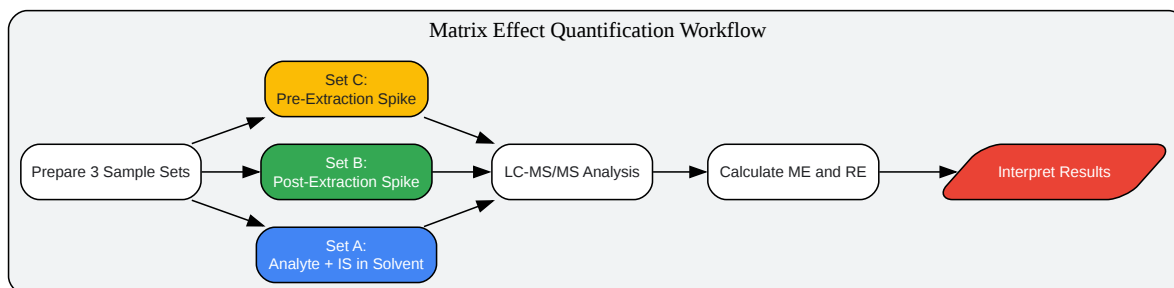 Matrix Effect Quantification Workflow
Set C:
Pre-Extraction Spike
Prepare 3 Sample Sets
Set B:
Post-Extraction Spike
LC-MS/MS Analysis
Calculate ME and RE
Interpret Results
Set A:
Analyte + IS in Solvent